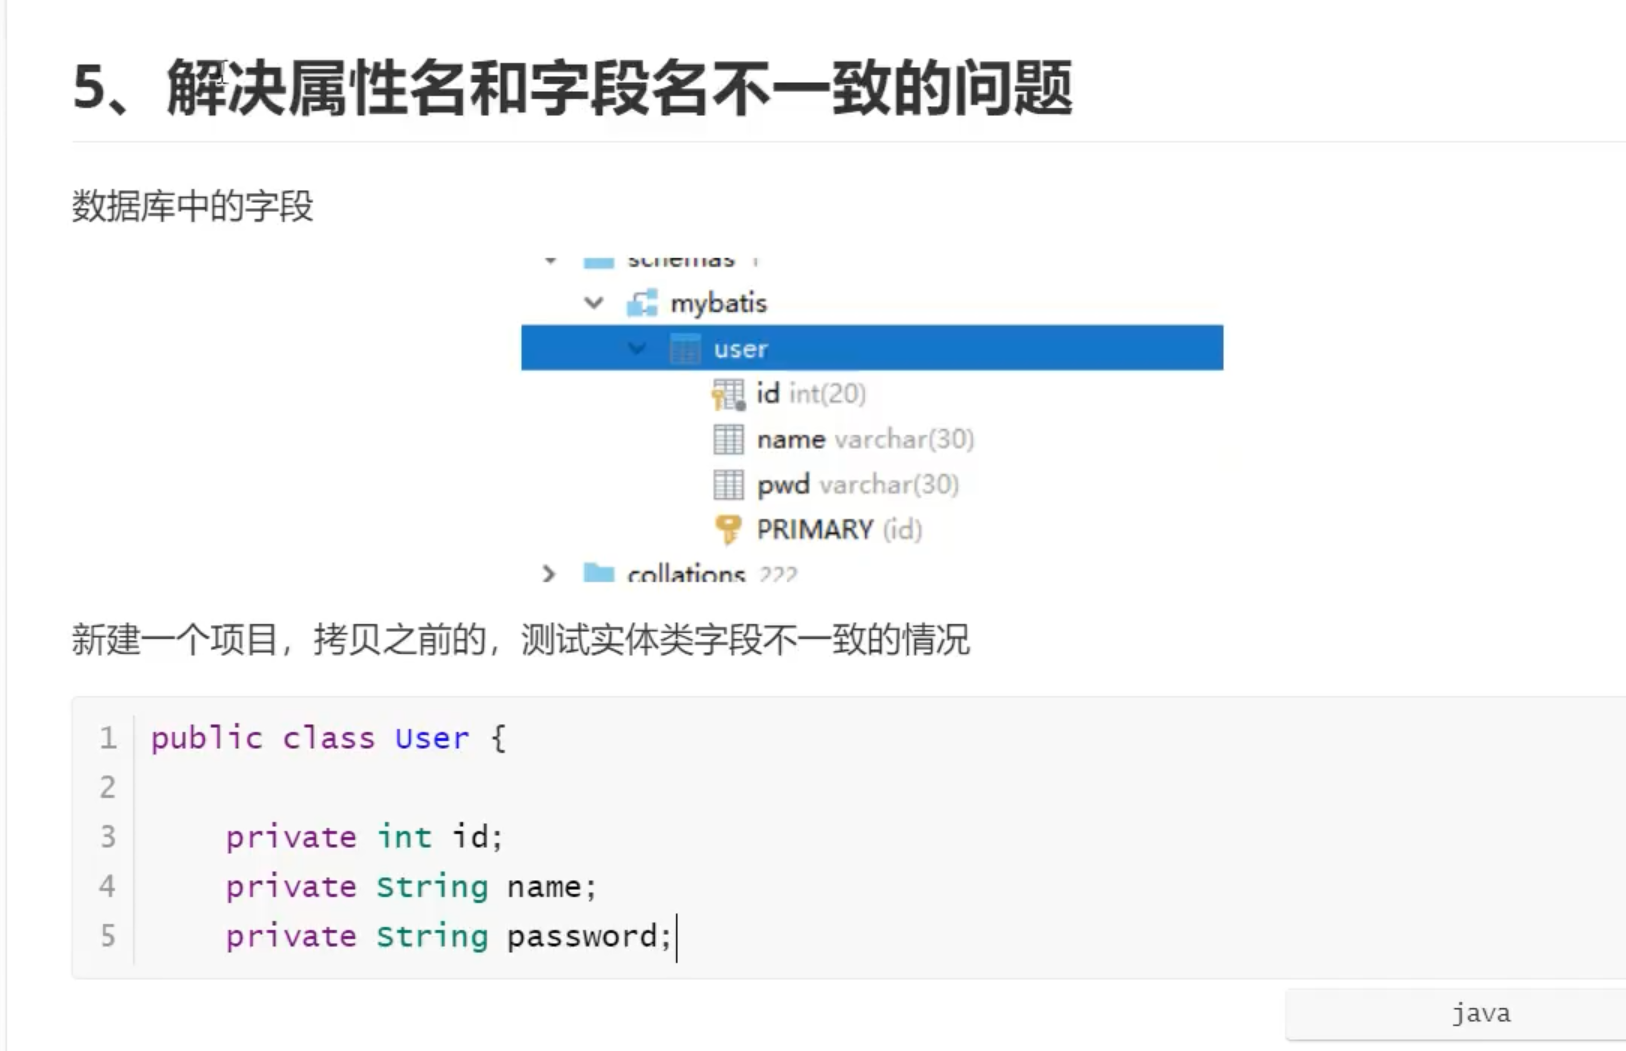 5、解决属性名和字段名不一致的问题
数据库中的字段
schemas 1
mybatis
user
id int(20)
name varchar(30)
pwd varchar(30)
PRIMARY (id)
collations 222
新建一个项目，拷贝之前的，测试实体类字段不一致的情况
1 public class User {
2
3 private int id;
4 private String name;
5 private String password;
java